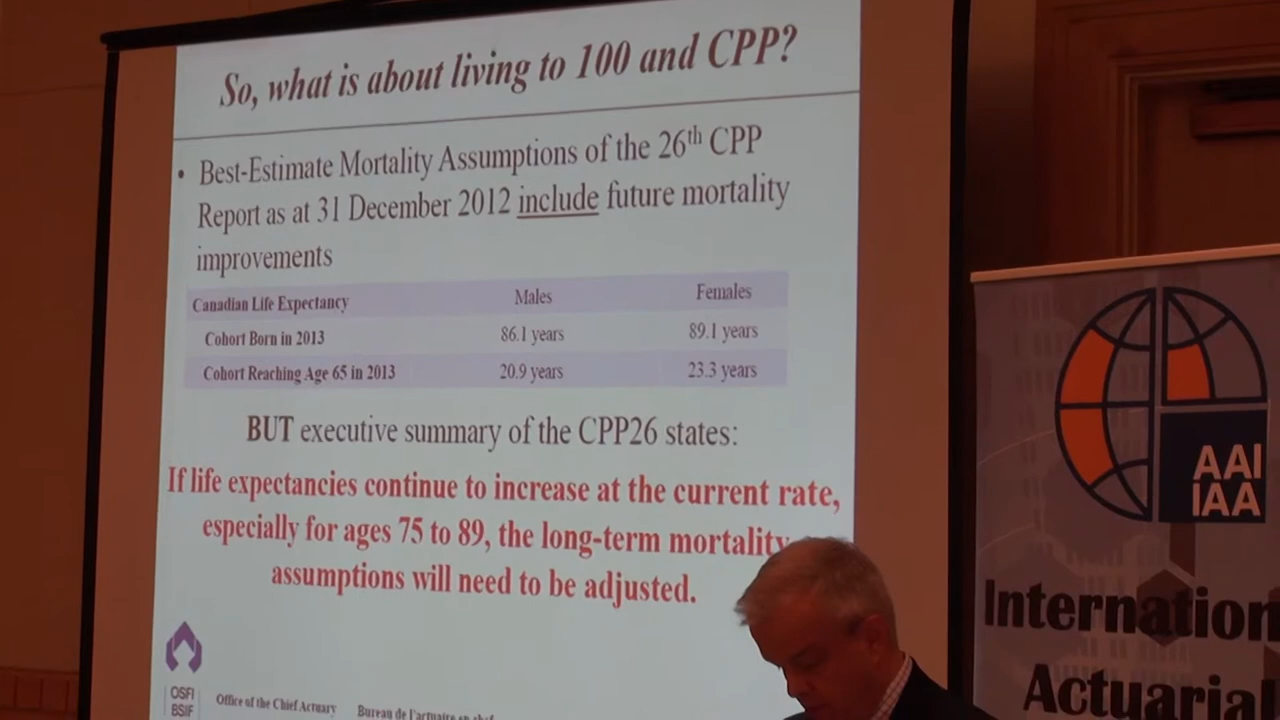 So, what is about living to 100 and CPP?
• Best-Estimate Mortality Assumptions of the 26th CPP
Report as at 31 December 2012 include future mortality
improvements
Canadian Life Expectancy Males Females
Cohort Born in 2013 86.1 years 89.1 years
Cohort Reaching Age 65 in 2013 20.9 years 23.3 years
BUT executive summary of the CPP26 states:
If life expectancies continue to increase at the current rate,
especially for ages 75 to 89, the long-term mortality
assumptions will need to be adjusted.
OSFI
BSIF
Office of the Chief Actuary Bureau de l'actuaire en chef
AAI
IAA
Internation
Actuarial